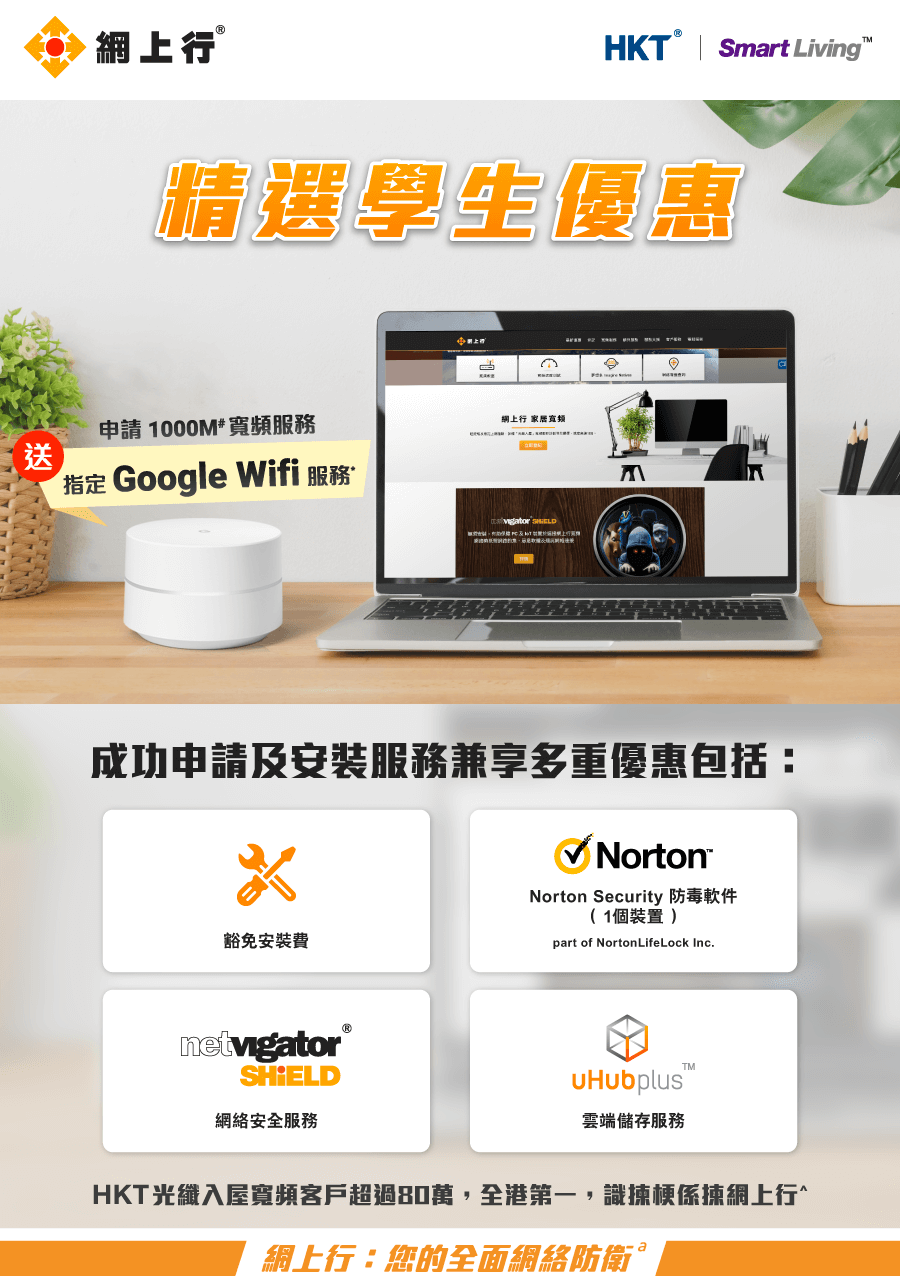 網上行®
HKT® | Smart Living™
精選學生優惠
申請 1000M# 寬頻服務
送
指定 Google Wifi 服務*
網上行
網上行 家居寬頻
netvigator SHiELD
成功申請及安裝服務兼享多重優惠包括：
豁免安裝費
Norton™
Norton Security 防毒軟件
（ 1個裝置 ）
part of NortonLifeLock Inc.
netvigator®
SHiELD
網絡安全服務
uHubplus™
雲端儲存服務
HKT光纖入屋寬頻客戶超過80萬，全港第一，識揀梗係揀網上行^
網上行：您的全面網絡防衛a